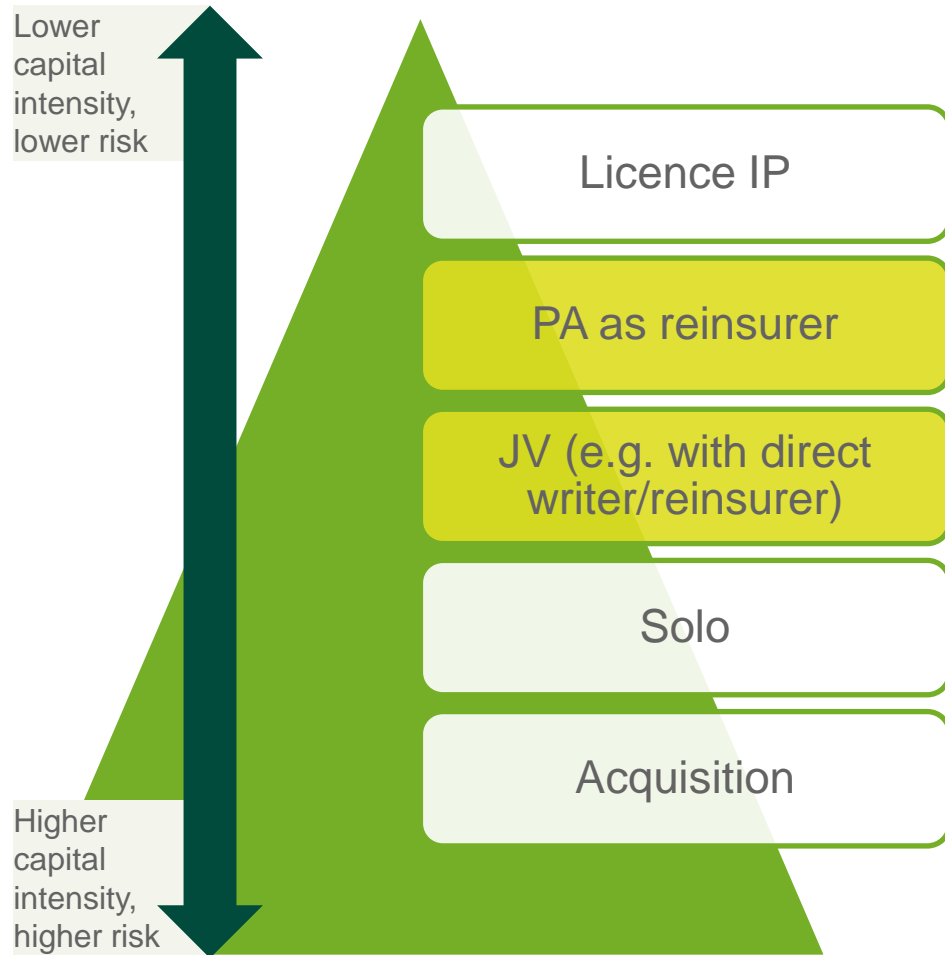 Lower
capital
intensity,
lower risk
Licence IP
PA as reinsurer
JV (e.g. with direct
writer/reinsurer)
Solo
Acquisition
Higher
capital
intensity,
higher risk